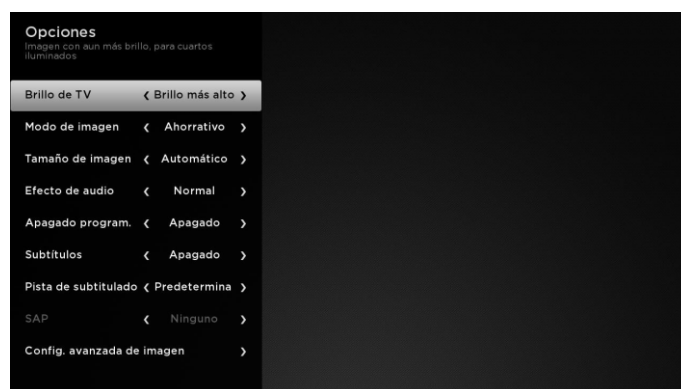 Opciones
Imagen con aun más brillo, para cuartos
iluminados
Brillo de TV ❮ Brillo más alto ❯
Modo de imagen ❮ Ahorrativo ❯
Tamaño de imagen ❮ Automático ❯
Efecto de audio ❮ Normal ❯
Apagado program. ❮ Apagado ❯
Subtítulos ❮ Apagado ❯
Pista de subtitulado ❮ Predetermina ❯
SAP ❮ Ninguno ❯
Config. avanzada de imagen ❯